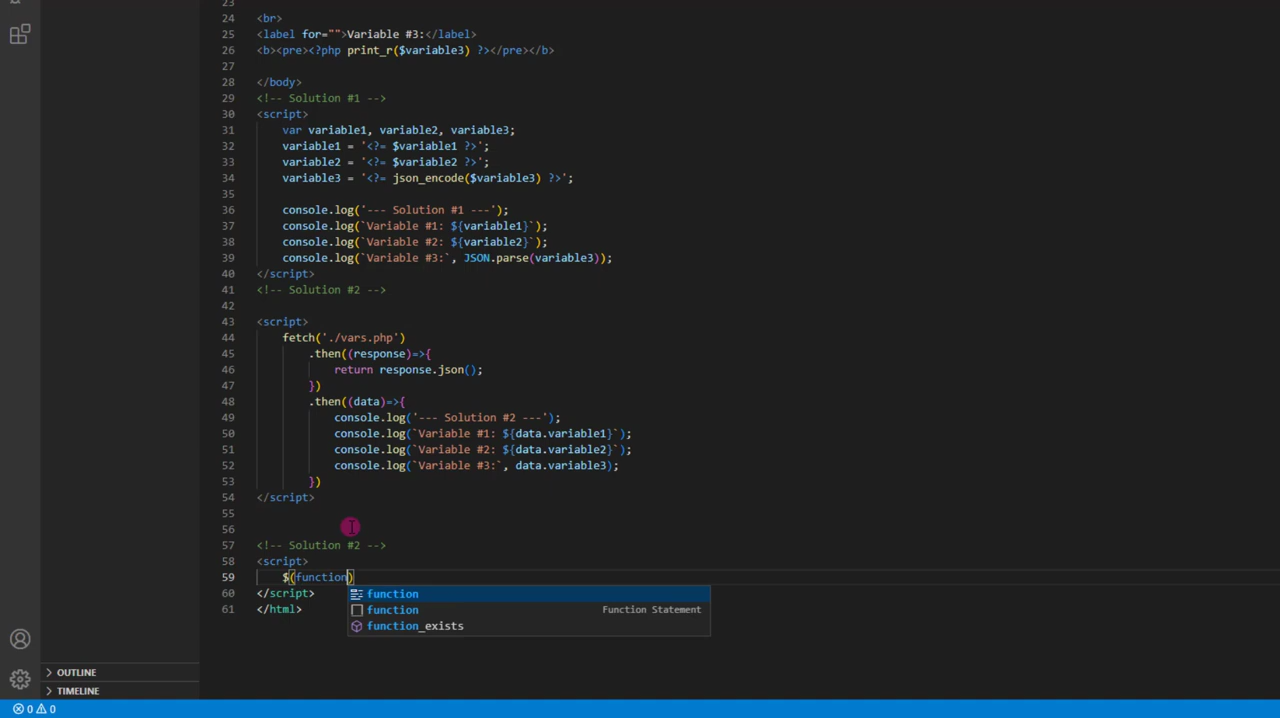 23
24 <br>
25 <label for="">Variable #3:</label>
26 <b><pre><?php print_r($variable3) ?></pre></b>
27
28 </body>
29 <!-- Solution #1 -->
30 <script>
31 var variable1, variable2, variable3;
32 variable1 = '<?= $variable1 ?>';
33 variable2 = '<?= $variable2 ?>';
34 variable3 = '<?= json_encode($variable3) ?>';
35
36 console.log('--- Solution #1 ---');
37 console.log(`Variable #1: ${variable1}`);
38 console.log(`Variable #2: ${variable2}`);
39 console.log(`Variable #3:`, JSON.parse(variable3));
40 </script>
41 <!-- Solution #2 -->
42
43 <script>
44 fetch('./vars.php')
45 .then((response)=>{
46 return response.json();
47 })
48 .then((data)=>{
49 console.log('--- Solution #2 ---');
50 console.log(`Variable #1: ${data.variable1}`);
51 console.log(`Variable #2: ${data.variable2}`);
52 console.log(`Variable #3:`, data.variable3);
53 })
54 </script>
55
56
57 <!-- Solution #2 -->
58 <script>
59 $(function)
60 </script>
61 </html>
function
function Function Statement
function_exists
OUTLINE
TIMELINE
0 0